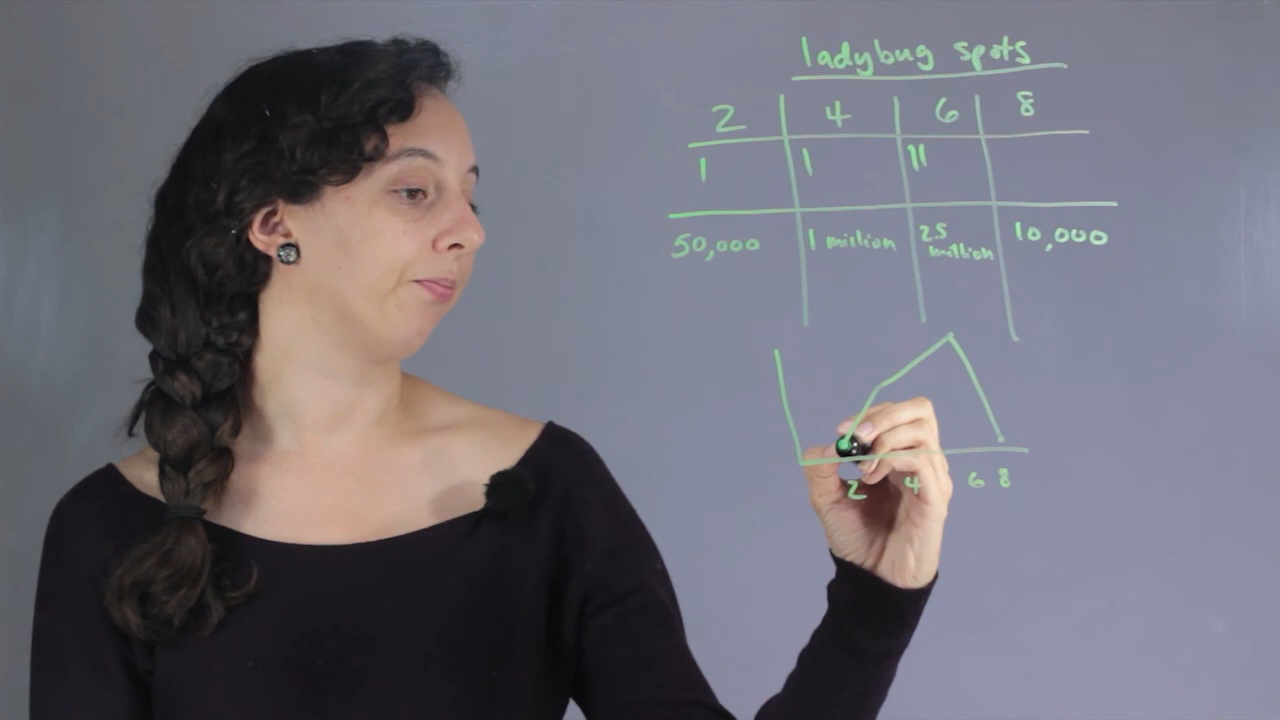 ladybug spots
2 4 6 8
1 1 11
50,000 1 million 2.5 million 10,000
2 4 6 8